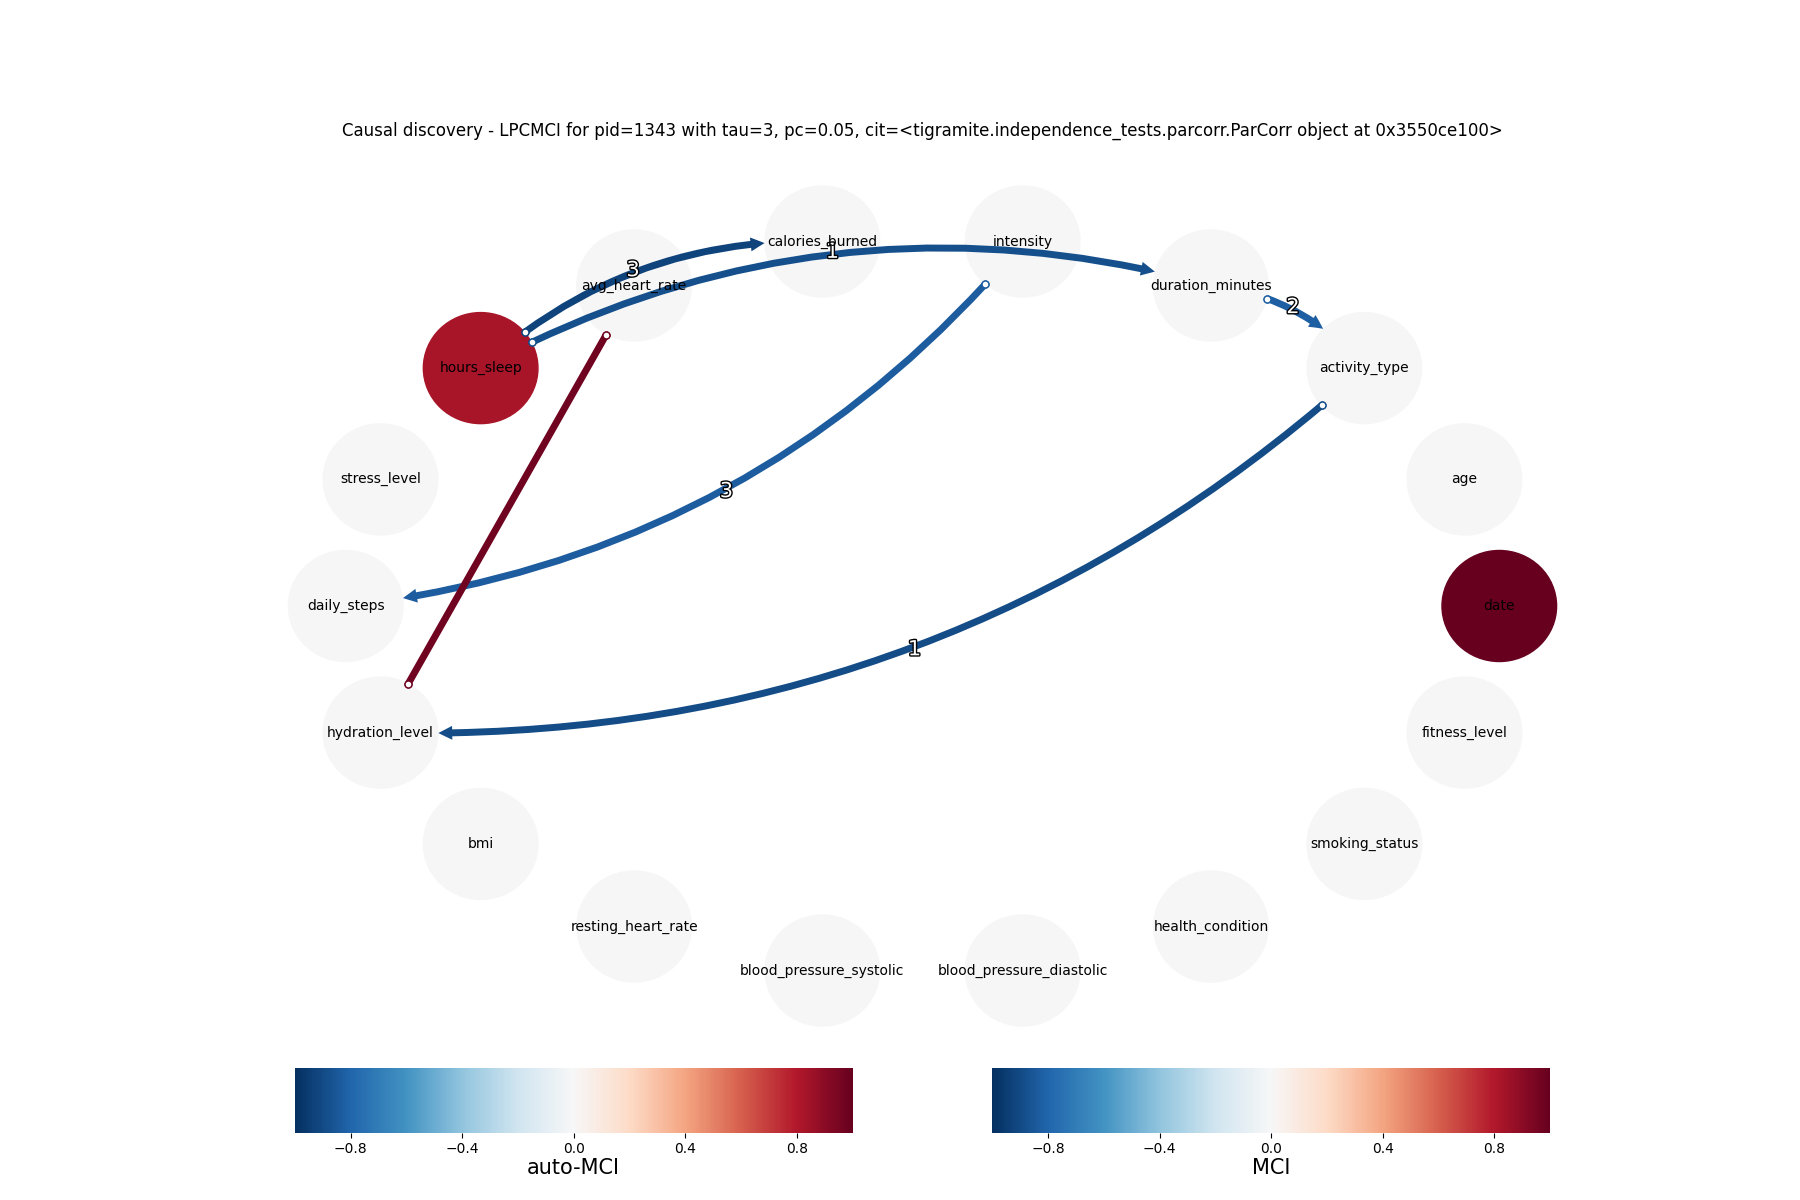 Causal discovery - LPCMCI for pid=1343 with tau=3, pc=0.05, cit=<tigramite.independence_tests.parcorr.ParCorr object at 0x3550ce100>
calories_burned
intensity
1
3
avg_heart_rate
duration_minutes
2
hours_sleep
activity_type
stress_level
age
3
daily_steps
date
1
hydration_level
fitness_level
bmi
smoking_status
resting_heart_rate
health_condition
blood_pressure_systolic
blood_pressure_diastolic
−0.8 −0.4 0.0 0.4 0.8
auto-MCI
−0.8 −0.4 0.0 0.4 0.8
MCI